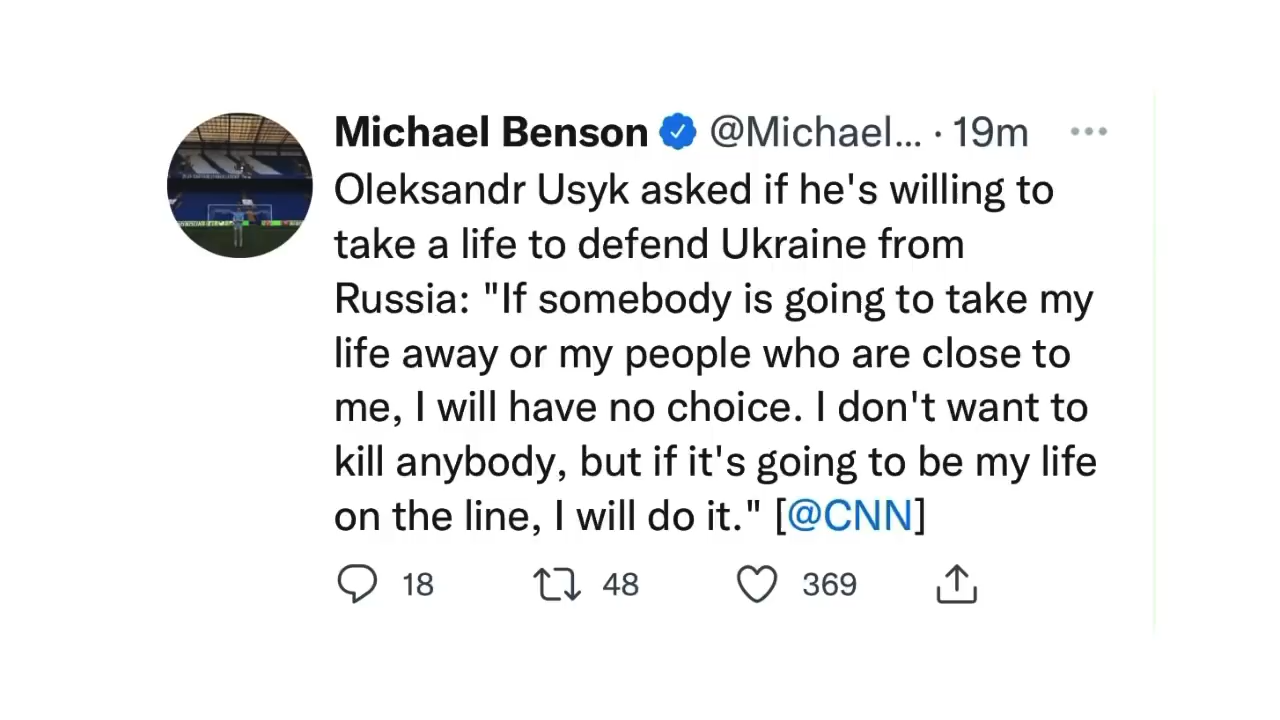 Michael Benson @Michael... · 19m
Oleksandr Usyk asked if he's willing to
take a life to defend Ukraine from
Russia: "If somebody is going to take my
life away or my people who are close to
me, I will have no choice. I don't want to
kill anybody, but if it's going to be my life
on the line, I will do it." [@CNN]
18 48 369